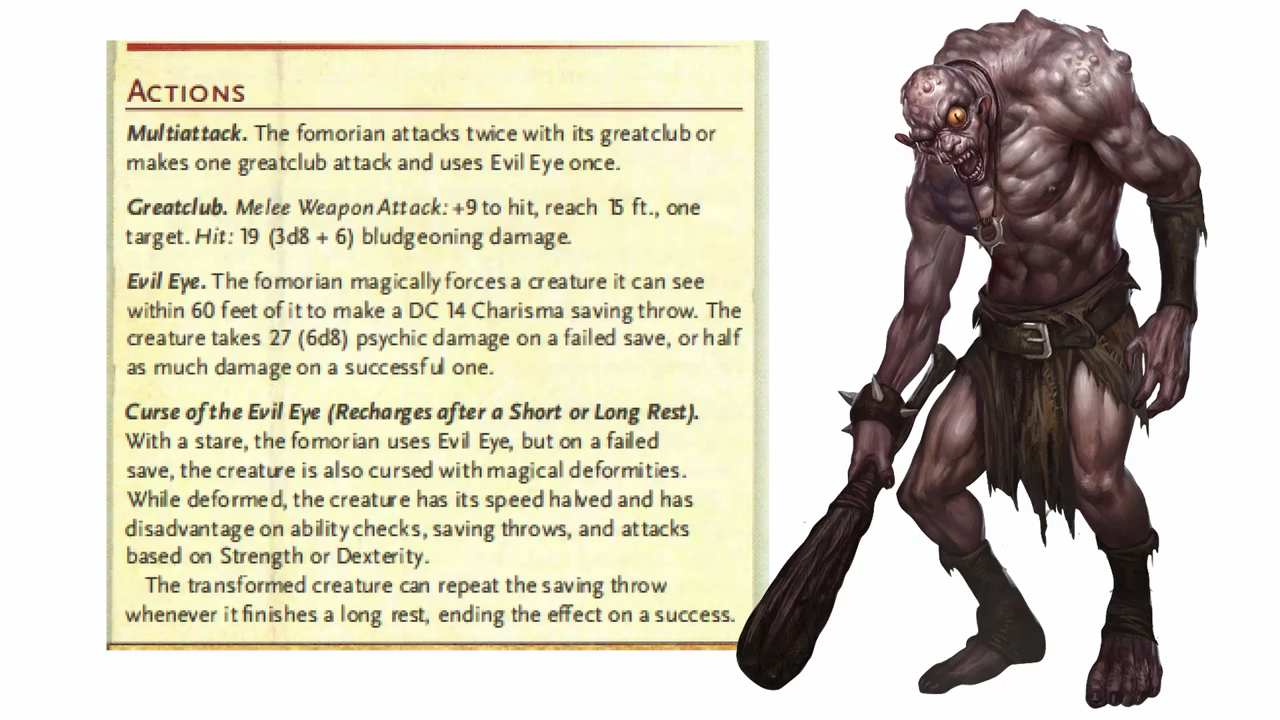 ACTIONS
Multiattack. The fomorian attacks twice with its greatclub or
makes one greatclub attack and uses Evil Eye once.
Greatclub. Melee Weapon Attack: +9 to hit, reach 15 ft., one
target. Hit: 19 (3d8 + 6) bludgeoning damage.
Evil Eye. The fomorian magically forces a creature it can see
within 60 feet of it to make a DC 14 Charisma saving throw. The
creature takes 27 (6d8) psychic damage on a failed save, or half
as much damage on a successful one.
Curse of the Evil Eye (Recharges after a Short or Long Rest).
With a stare, the fomorian uses Evil Eye, but on a failed
save, the creature is also cursed with magical deformities.
While deformed, the creature has its speed halved and has
disadvantage on ability checks, saving throws, and attacks
based on Strength or Dexterity.
The transformed creature can repeat the saving throw
whenever it finishes a long rest, ending the effect on a success.